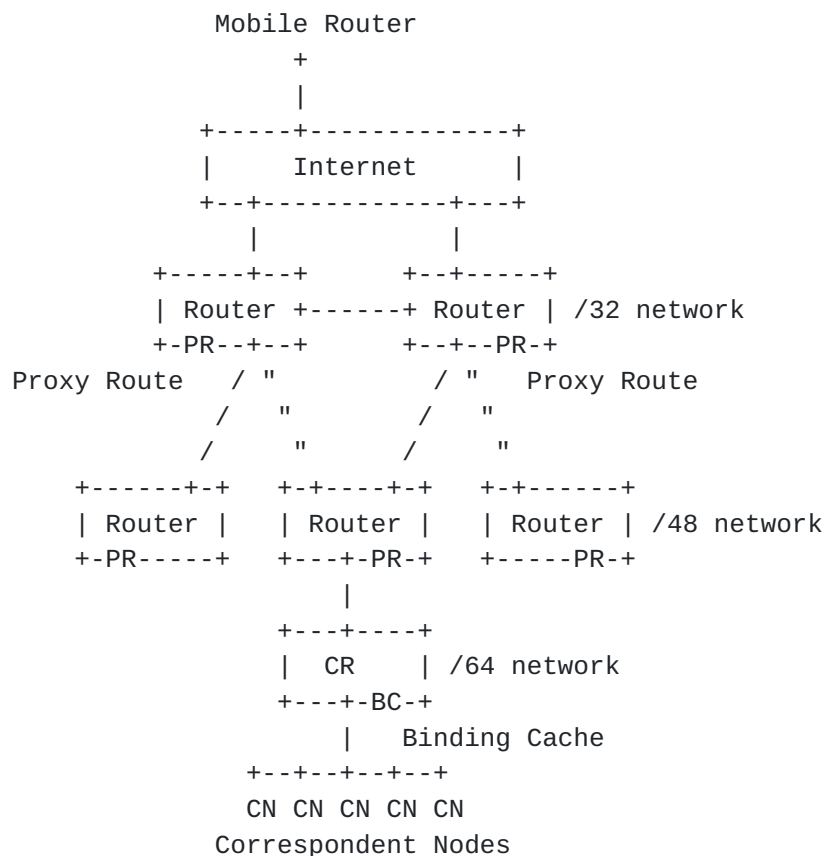 Mobile Router
+
|
+-----+-------------+
|     Internet      |
+--+------------+---+
|            |
+-----+--+      +--+-----+
| Router +------+ Router | /32 network
+-PR--+--+      +--+--PR-+
Proxy Route   / "          / "   Proxy Route
/   "        /   "
/     "      /     "
+------+-+   +-+----+-+   +-+------+
| Router |   | Router |   | Router | /48 network
+-PR-----+   +---+-PR-+   +-----PR-+
|
+---+----+
|  CR    | /64 network
+---+-BC-+
|   Binding Cache
+--+--+--+--+
CN CN CN CN CN
Correspondent Nodes